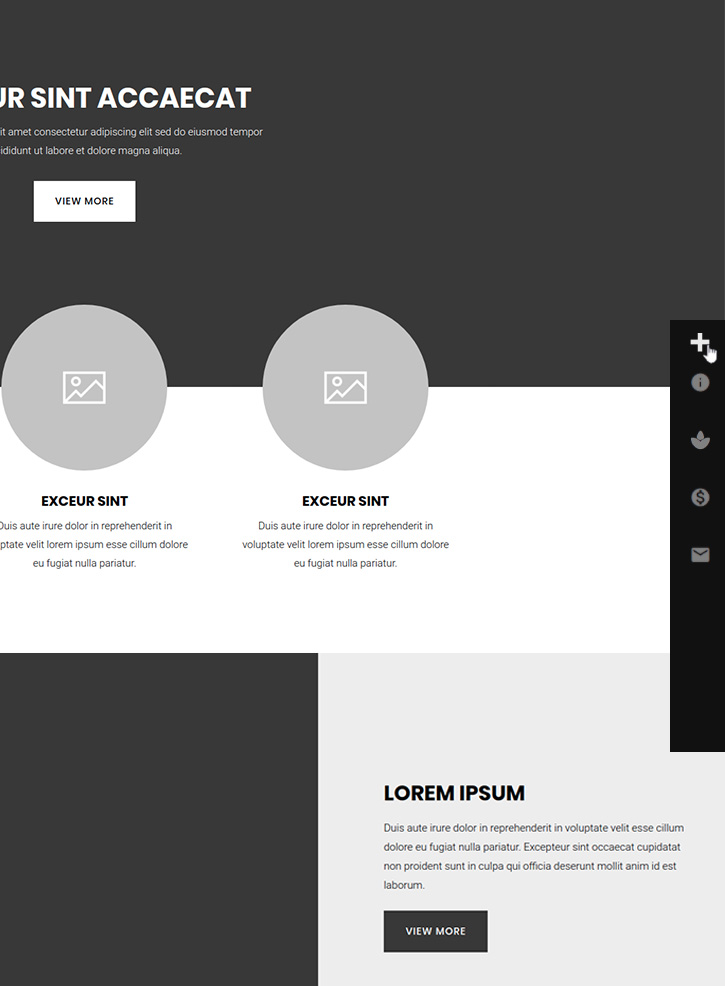 SINT ACCAECAT
it amet consectetur adipiscing elit sed do eiusmod tempor
ididunt ut labore et dolore magna aliqua.
VIEW MORE
EXCEUR SINT
Duis aute irure dolor in reprehenderit in
ptate velit lorem ipsum esse cillum dolore
eu fugiat nulla pariatur.
EXCEUR SINT
Duis aute irure dolor in reprehenderit in
voluptate velit lorem ipsum esse cillum dolore
eu fugiat nulla pariatur.
LOREM IPSUM
Duis aute irure dolor in reprehenderit in voluptate velit esse cillum
dolore eu fugiat nulla pariatur. Excepteur sint occaecat cupidatat
non proident sunt in culpa qui officia deserunt mollit anim id est
laborum.
VIEW MORE